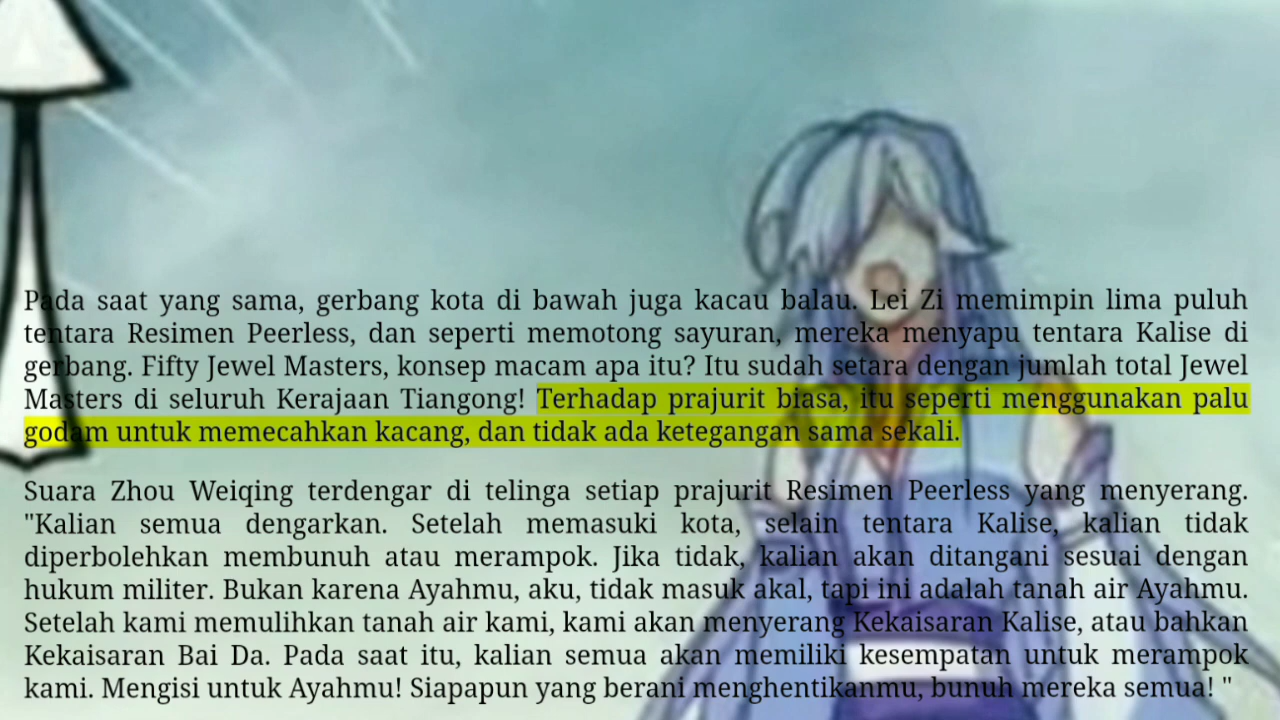 Pada saat yang sama, gerbang kota di bawah juga kacau balau. Lei Zi memimpin lima puluh
tentara Resimen Peerless, dan seperti memotong sayuran, mereka menyapu tentara Kalise di
gerbang. Fifty Jewel Masters, konsep macam apa itu? Itu sudah setara dengan jumlah total Jewel
Masters di seluruh Kerajaan Tiangong! Terhadap prajurit biasa, itu seperti menggunakan palu
godam untuk memecahkan kacang, dan tidak ada ketegangan sama sekali.
Suara Zhou Weiqing terdengar di telinga setiap prajurit Resimen Peerless yang menyerang.
"Kalian semua dengarkan. Setelah memasuki kota, selain tentara Kalise, kalian tidak
diperbolehkan membunuh atau merampok. Jika tidak, kalian akan ditangani sesuai dengan
hukum militer. Bukan karena Ayahmu, aku, tidak masuk akal, tapi ini adalah tanah air Ayahmu.
Setelah kami memulihkan tanah air kami, kami akan menyerang Kekaisaran Kalise, atau bahkan
Kekaisaran Bai Da. Pada saat itu, kalian semua akan memiliki kesempatan untuk merampok
kami. Mengisi untuk Ayahmu! Siapapun yang berani menghentikanmu, bunuh mereka semua! "